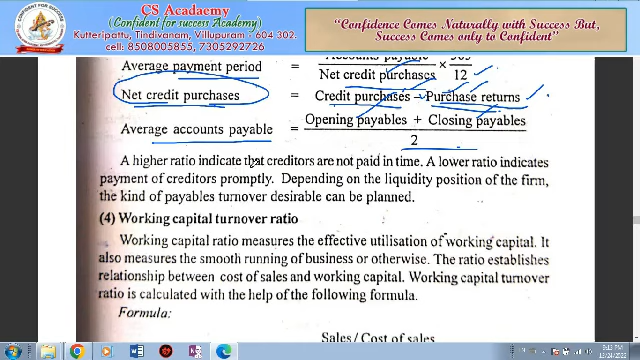 CS Acadaemy
(Confident for success Academy)
Kutteripattu, Tindivanam, Villupuram - 604 302.
cell: 8508005855, 7305292726
"Confidence Comes Naturally with Success But,
Success Comes only to Confident"
Accounts payable 365
Average payment period = Net credit purchases × 12
Net credit purchases = Credit purchases – Purchase returns
Opening payables + Closing payables
Average accounts payable =
2
A higher ratio indicate that creditors are not paid in time. A lower ratio indicates
payment of creditors promptly. Depending on the liquidity position of the firm,
the kind of payables turnover desirable can be planned.
(4) Working capital turnover ratio
Working capital ratio measures the effective utilisation of working capital. It
also measures the smooth running of business or otherwise. The ratio establishes
relationship between cost of sales and working capital. Working capital turnover
ratio is calculated with the help of the following formula.
Formula:
Sales / Cost of sales
12/24/2022